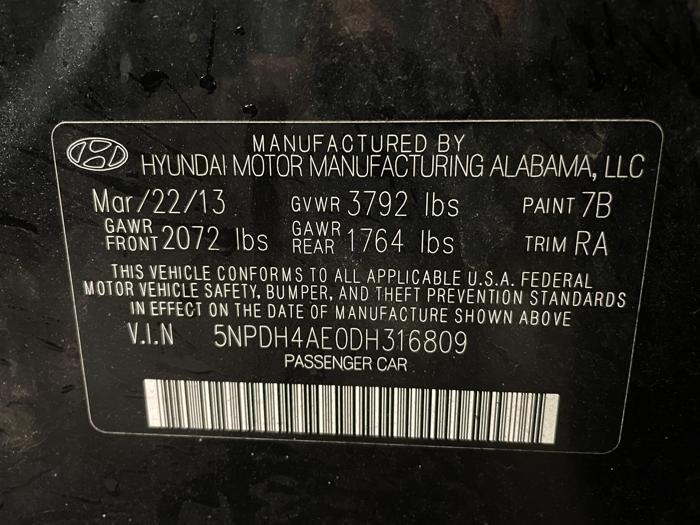 MANUFACTURED BY
HYUNDAI MOTOR MANUFACTURING ALABAMA, LLC
Mar/22/13 GVWR 3792 lbs PAINT 7B
GAWR FRONT 2072 lbs GAWR REAR 1764 lbs TRIM RA
THIS VEHICLE CONFORMS TO ALL APPLICABLE U.S.A. FEDERAL
MOTOR VEHICLE SAFETY, BUMPER, AND THEFT PREVENTION STANDARDS
IN EFFECT ON THE DATE OF MANUFACTURE SHOWN ABOVE
V.I.N 5NPDH4AE0DH316809
PASSENGER CAR